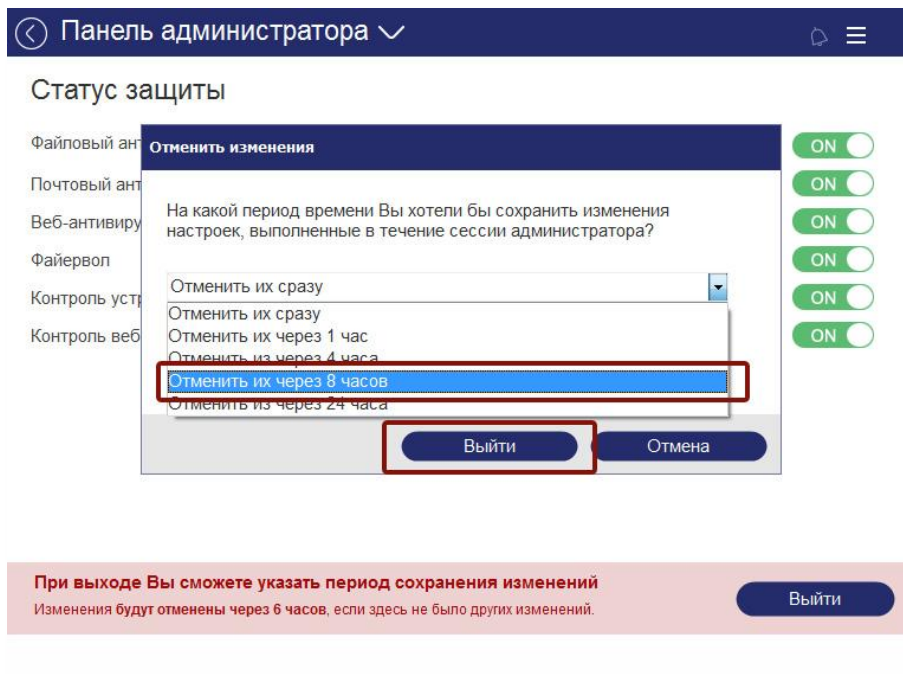 Панель администратора
Статус защиты
Файловый ант
Отменить изменения
ON
Почтовый ант
ON
На какой период времени Вы хотели бы сохранить изменения
настроек, выполненные в течение сессии администратора?
Веб-антивиру
ON
Файервол
ON
Контроль устр
ON
Контроль веб
ON
Отменить их сразу
Отменить их сразу
Отменить их через 1 час
Отменить из через 4 часа
Отменить их через 8 часов
Отменить из через 24 часа
Выйти
Отмена
При выходе Вы сможете указать период сохранения изменений
Изменения будут отменены через 6 часов, если здесь не было других изменений.
Выйти